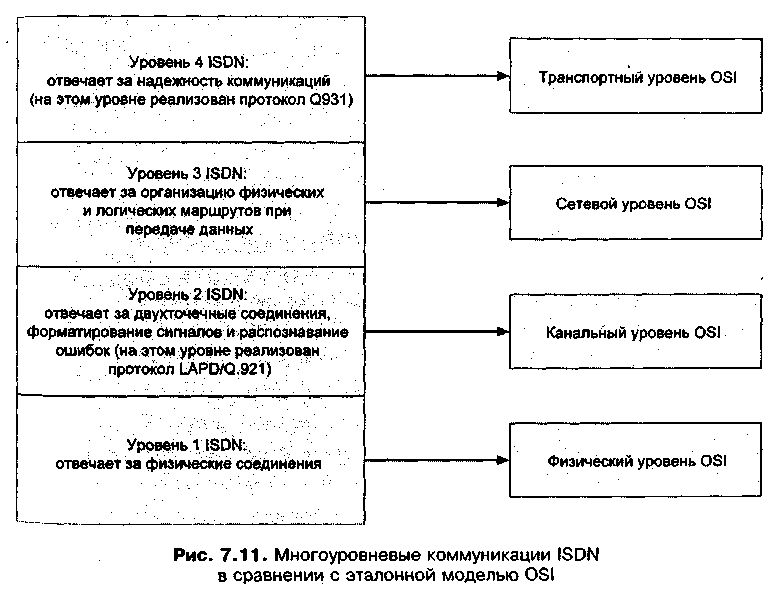 Уровень 4 ISDN:
отвечает за надежность коммуникаций
(на этом уровне реализован протокол Q931)
Транспортный уровень OSI
Уровень 3 ISDN:
отвечает за организацию физических
и логических маршрутов при
передаче данных
Сетевой уровень OSI
Уровень 2 ISDN:
отвечает за двухточечные соединения,
форматирование сигналов и распознавание
ошибок (на этом уровне реализован
протокол LAPD/Q.921)
Канальный уровень OSI
Уровень 1 ISDN:
отвечает за физические соединения
Физический уровень OSI
Рис. 7.11. Многоуровневые коммуникации ISDN
в сравнении с эталонной моделью OSI